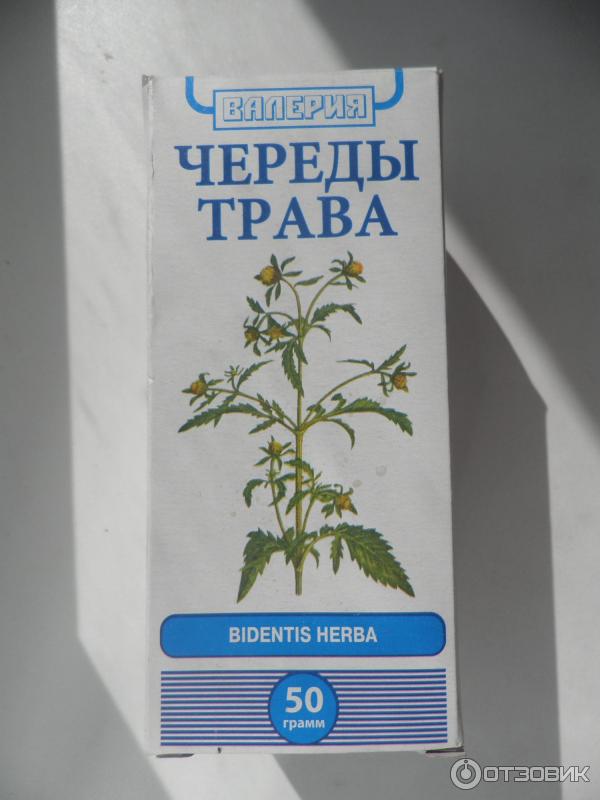 ВАЛЕРИЯ
ЧЕРЕДЫ
ТРАВА
BIDENTIS HERBA
50
грамм
ОТЗОВИК